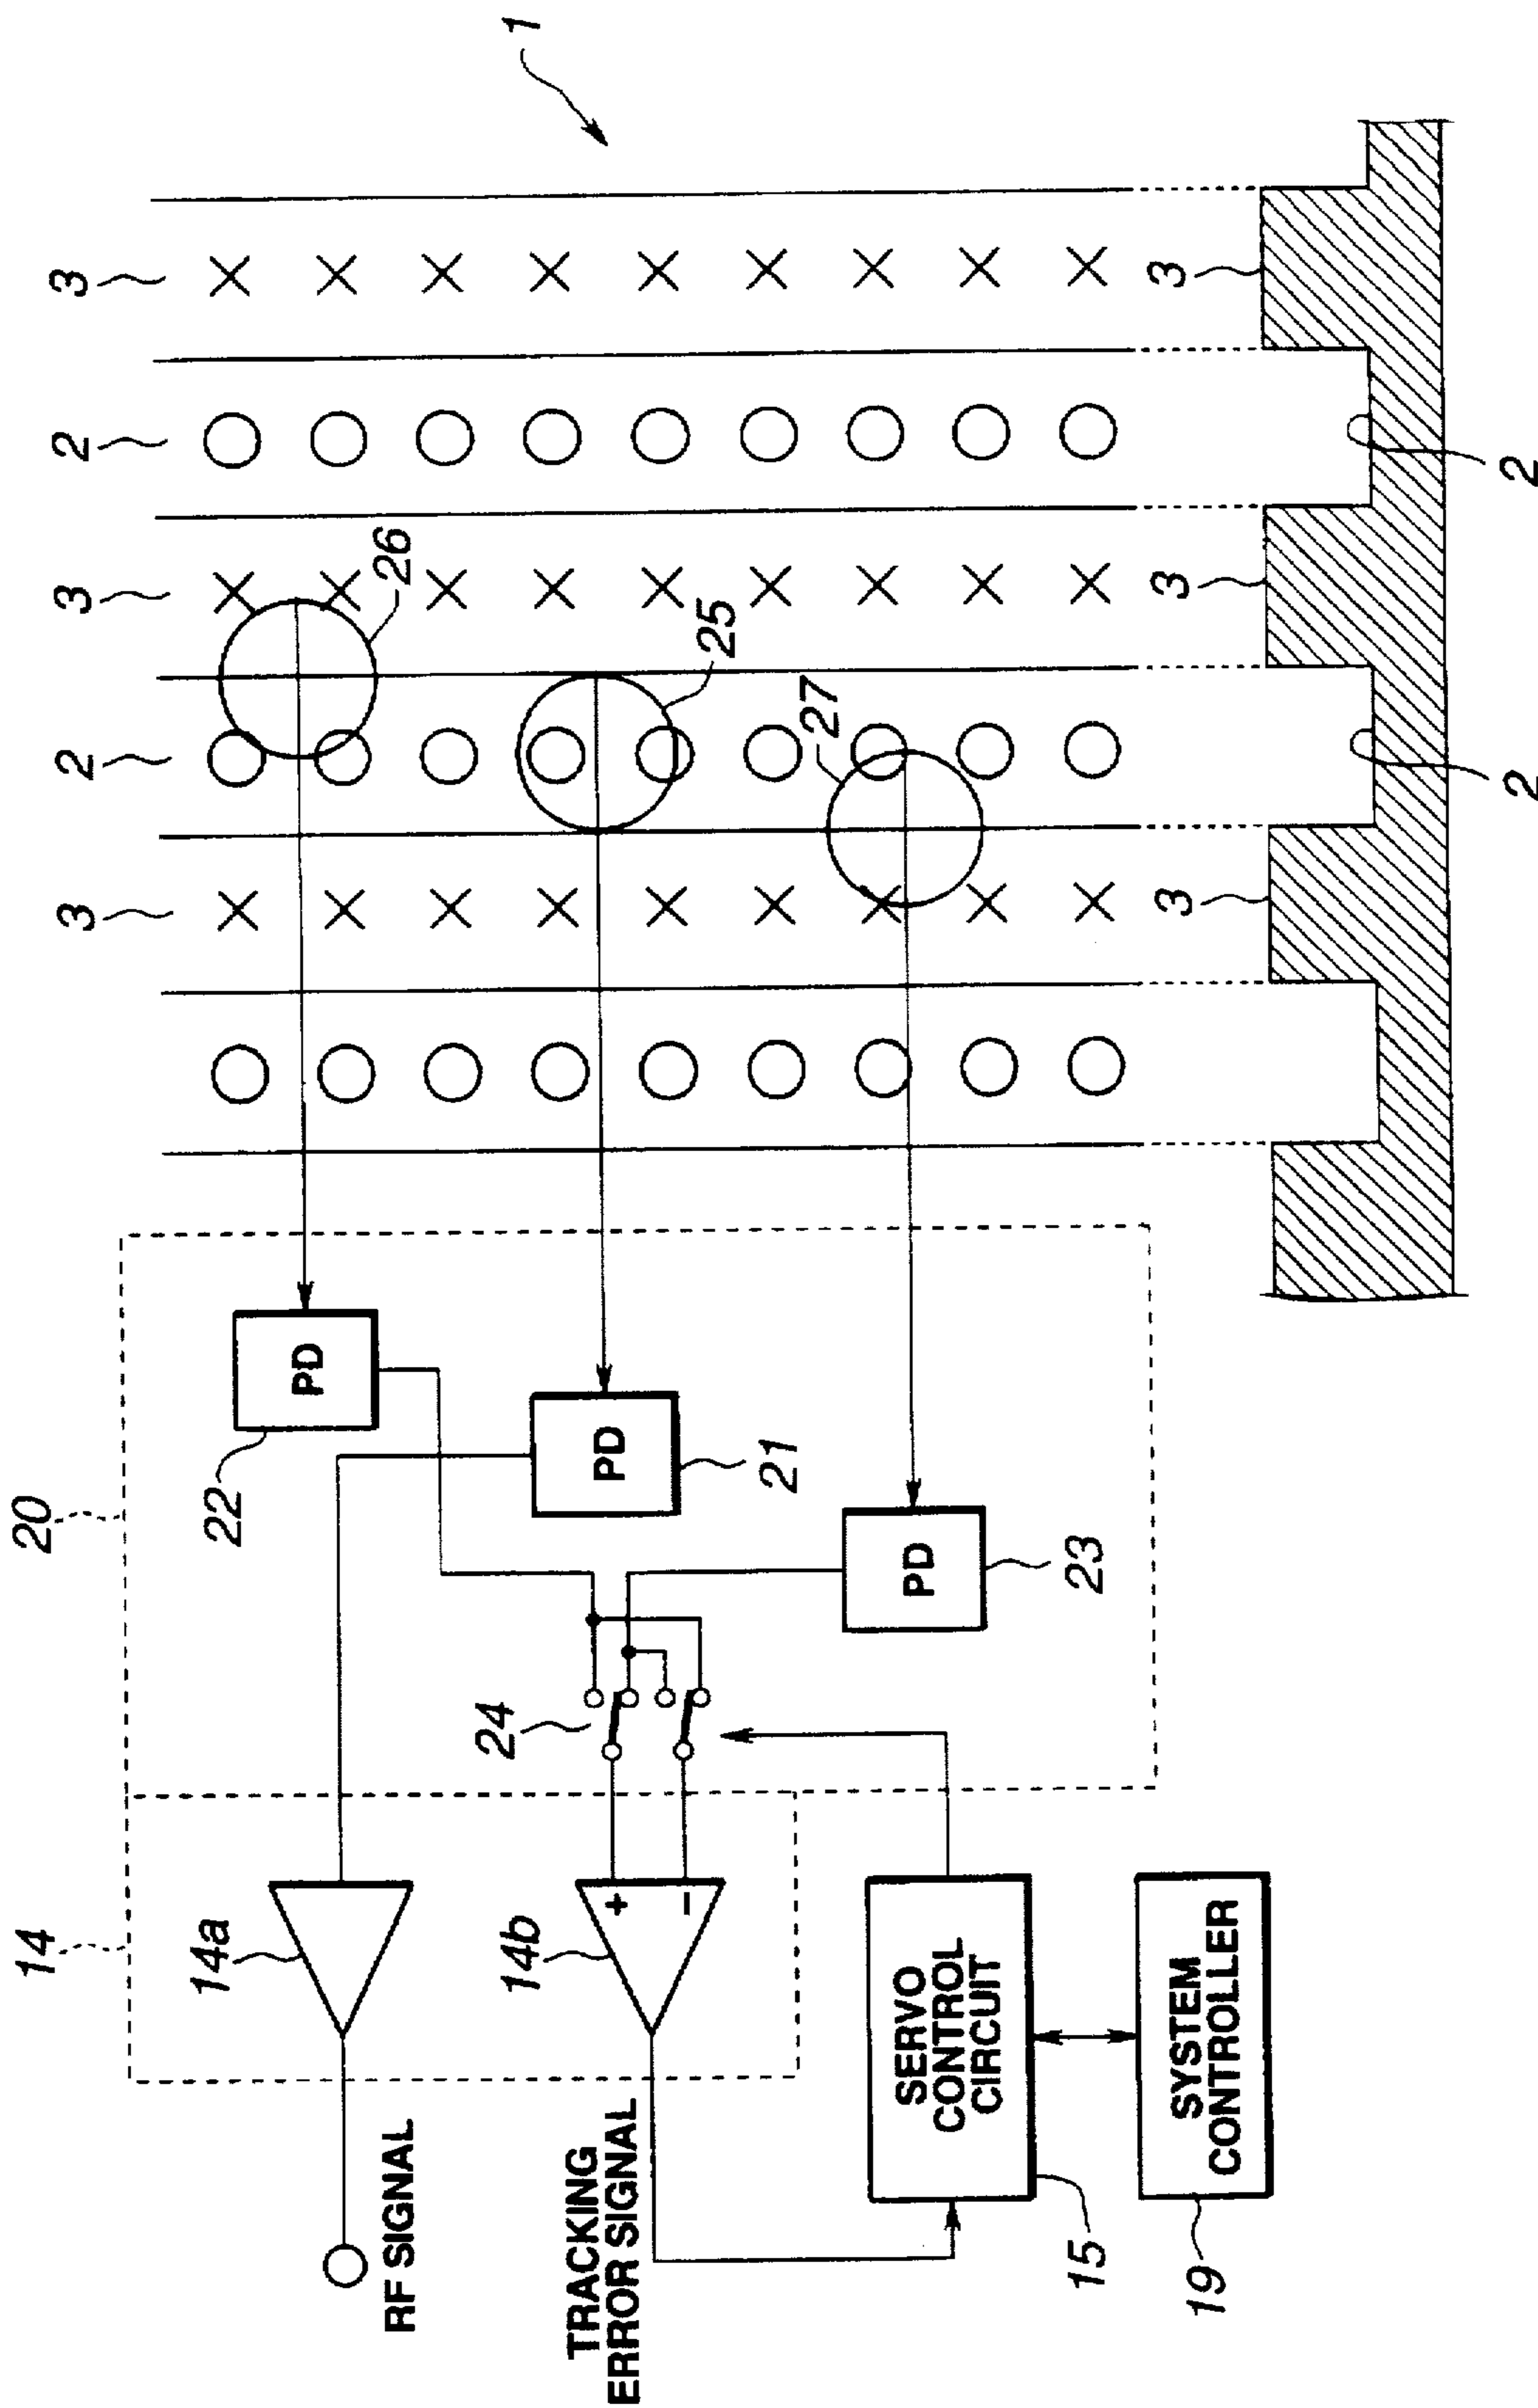 14
20
3
2
3
2
3
14a
22
PD
26
RF SIGNAL
14b
24
1
TRACKING
ERROR SIGNAL
+
−
PD
25
21
27
SERVO
CONTROL
CIRCUIT
PD
15
23
3
3
3
SYSTEM
CONTROLLER
19
2
2